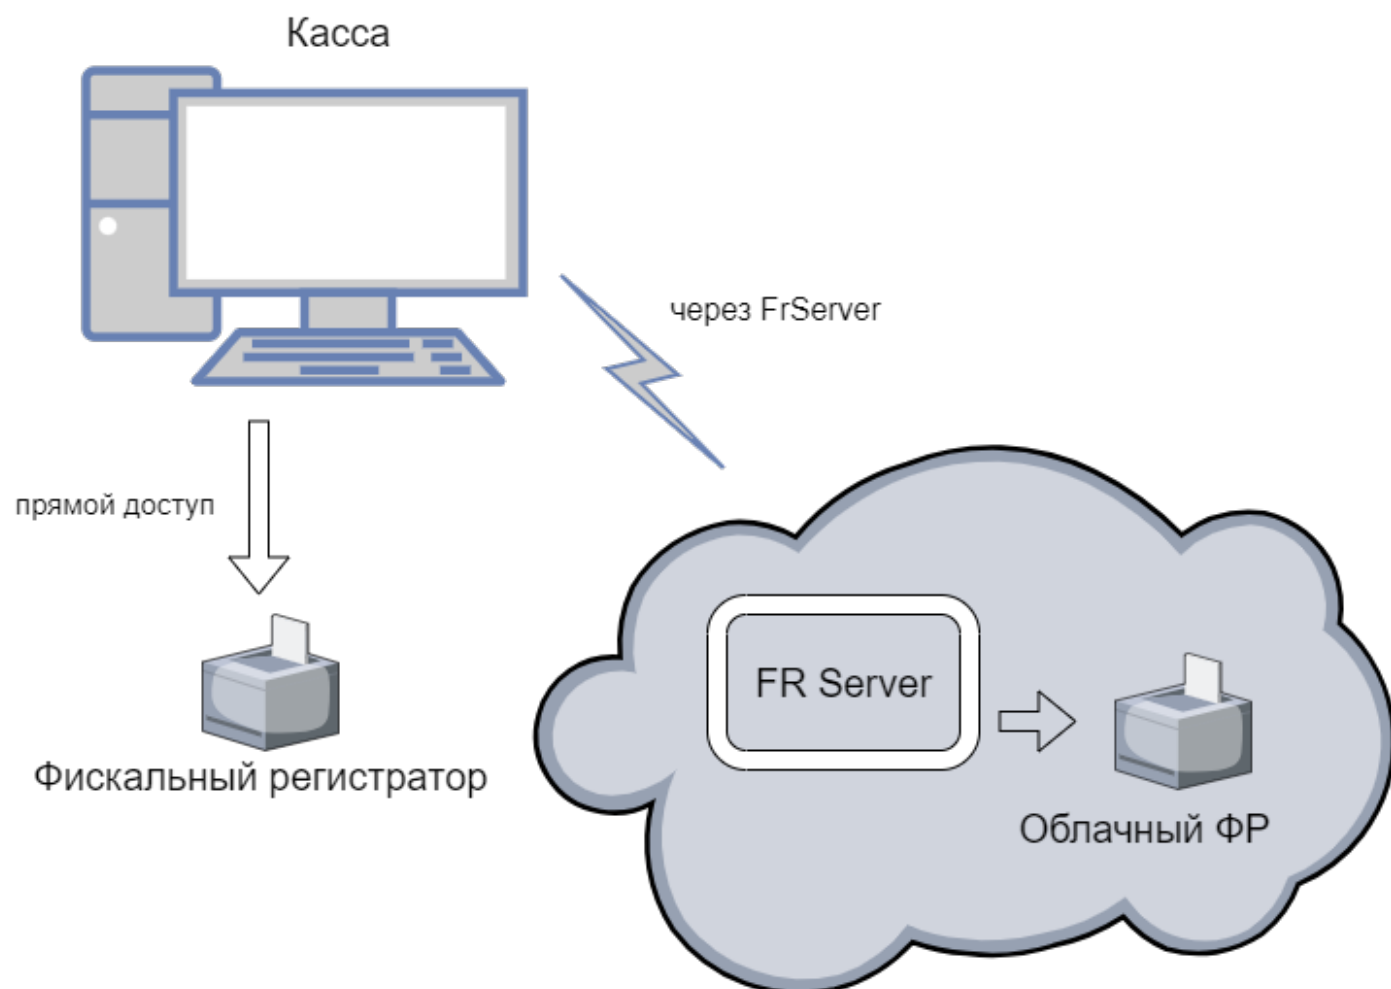 Касса
через FrServer
прямой доступ
FR Server
Фискальный регистратор
Облачный ФР